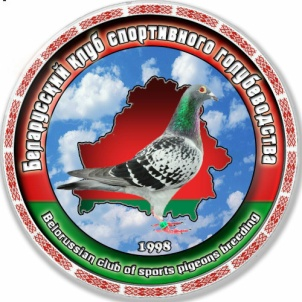 Беларусский клуб спортивного голубеводства
1998
Belorussian club of sports pigeons breeding